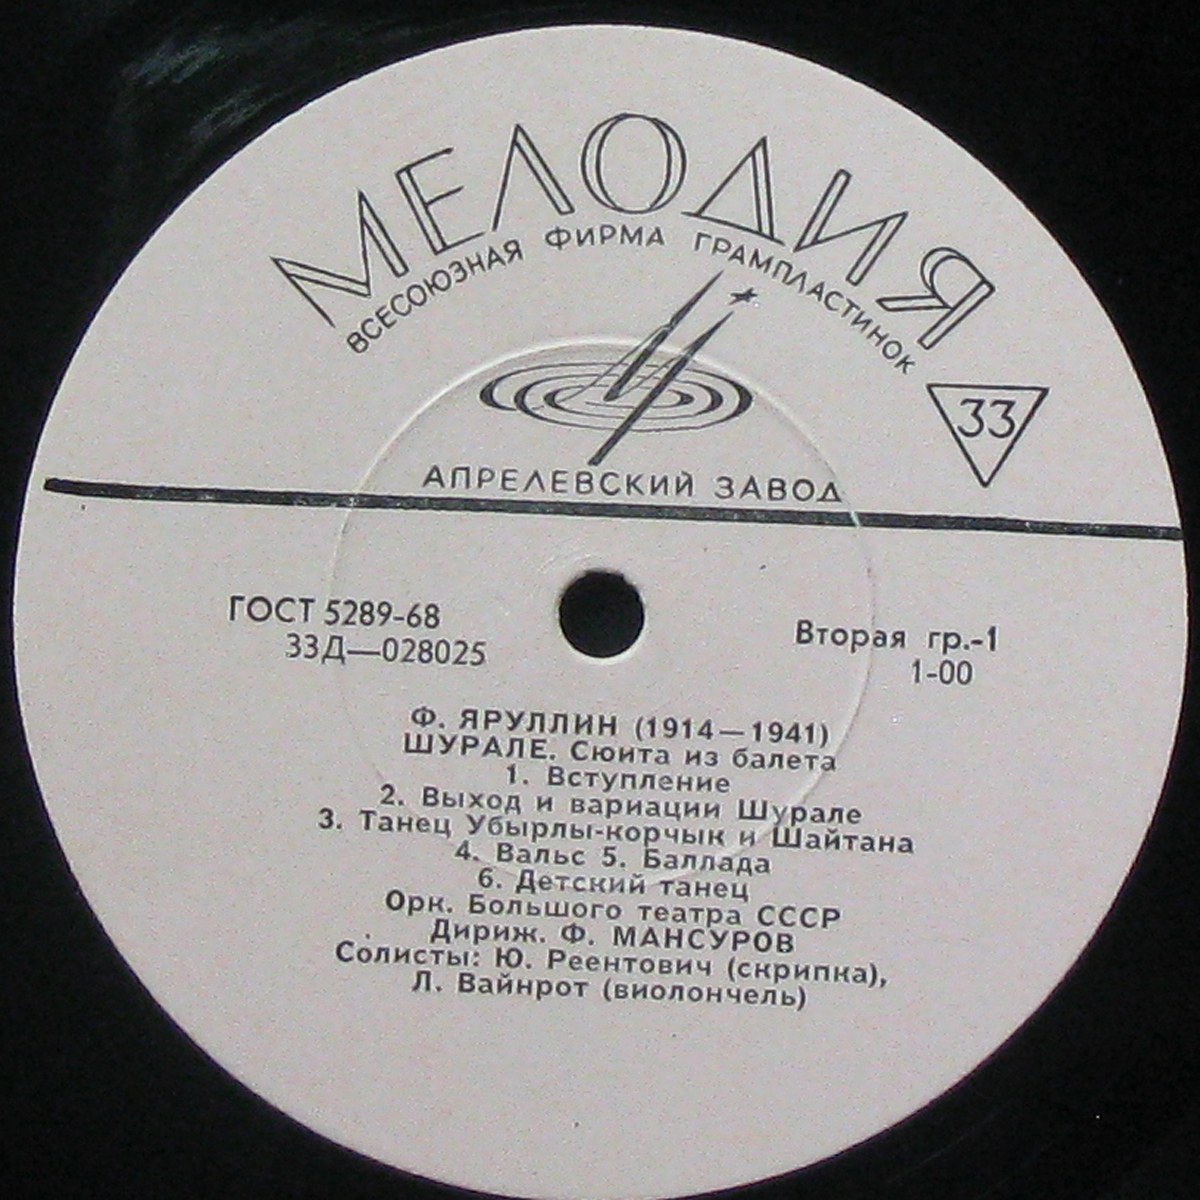 МЕЛОДИЯ
ВСЕСОЮЗНАЯ ФИРМА ГРАМПЛАСТИНОК
33
АПРЕЛЕВСКИЙ ЗАВОД
ГОСТ 5289-68
33Д—028025
Вторая гр.-1
1-00
Ф. ЯРУЛЛИН (1914—1941)
ШУРАЛЕ. Сюита из балета
1. Вступление
2. Выход и вариации Шурале
3. Танец Убырлы-корчык и Шайтана
4. Вальс 5. Баллада
6. Детский танец
Орк. Большого театра СССР
Дириж. Ф. МАНСУРОВ
Солисты: Ю. Реентович (скрипка),
Л. Вайнрот (виолончель)